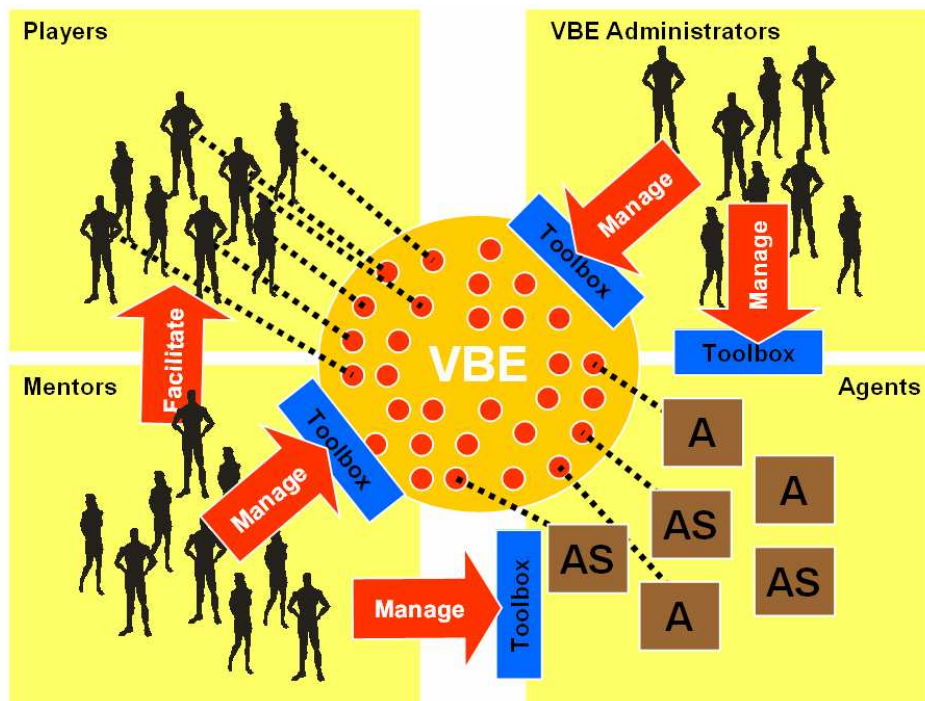 Players
VBE Administrators
Manage
Toolbox
Manage
Toolbox
VBE
Facilitate
Mentors
Agents
Toolbox
Manage
A
A
AS
AS
AS
A
Manage
Toolbox